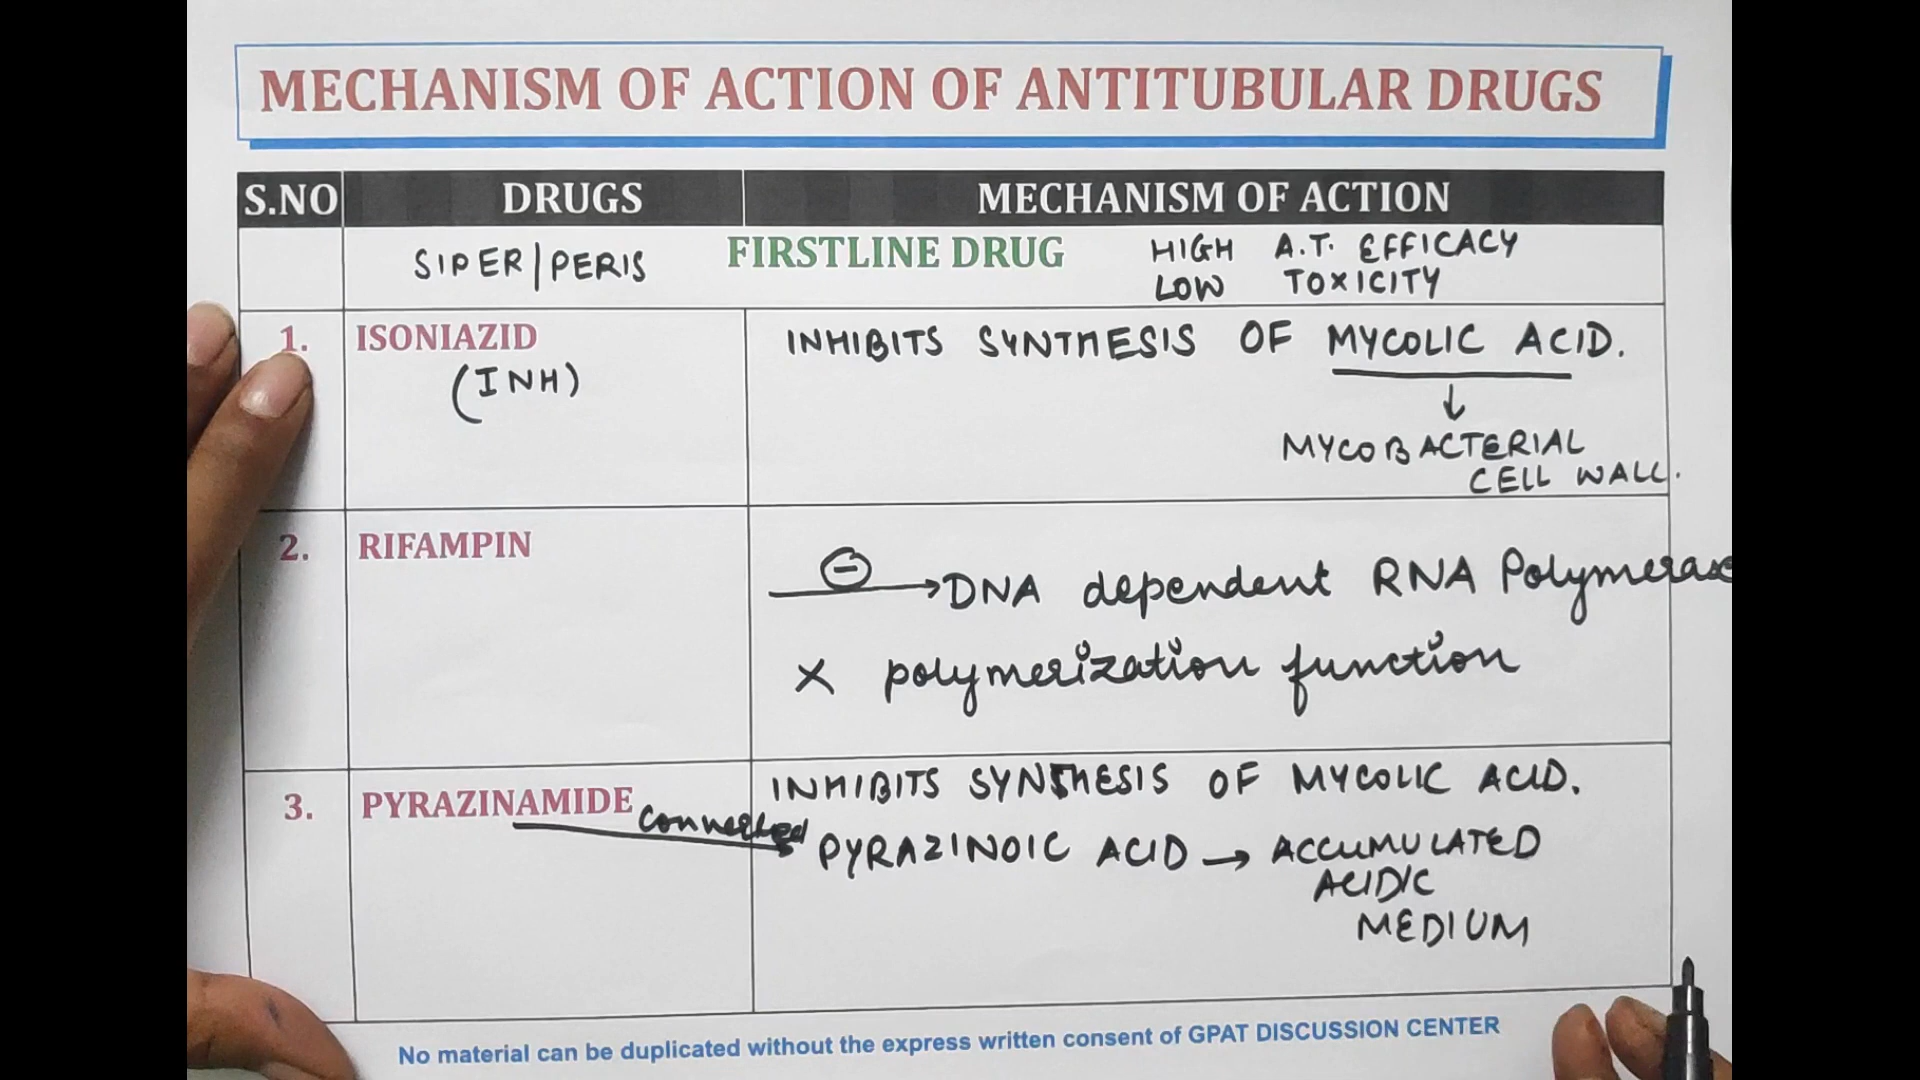 MECHANISM OF ACTION OF ANTITUBULAR DRUGS
S.NO DRUGS MECHANISM OF ACTION
SIPER/PERIS FIRSTLINE DRUG HIGH A.T. EFFICACY
LOW TOXICITY
1. ISONIAZID INHIBITS SYNTHESIS OF MYCOLIC ACID.
(INH)
↓
MYCOBACTERIAL
CELL WALL.
2. RIFAMPIN
⊖→ DNA dependent RNA Polymerase
X polymerization function
3. PYRAZINAMIDE INHIBITS SYNTHESIS OF MYCOLIC ACID.
PYRAZINOIC ACID → ACCUMULATED
ACIDIC
MEDIUM
No material can be duplicated without the express written consent of GPAT DISCUSSION CENTER